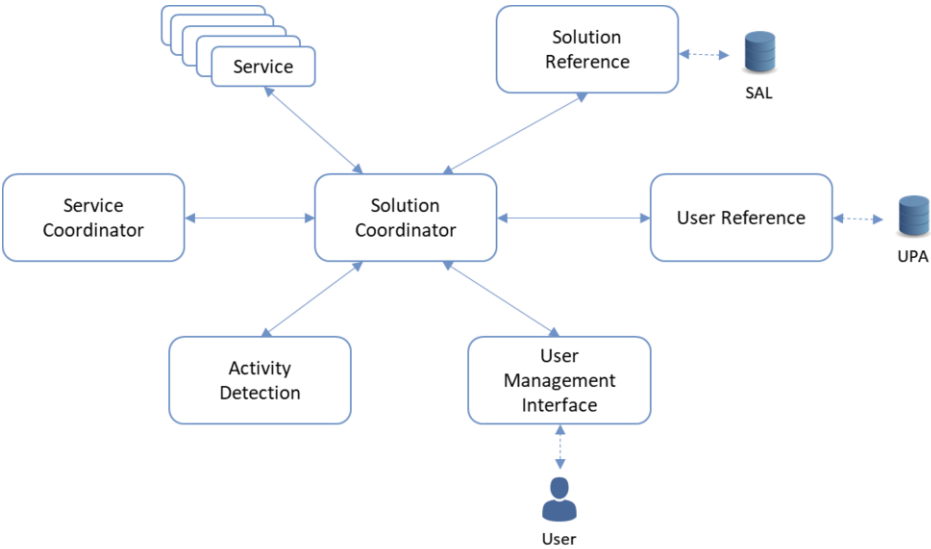 Service
Solution
Reference
SAL
Service
Coordinator
Solution
Coordinator
User Reference
UPA
Activity
Detection
User
Management
Interface
User